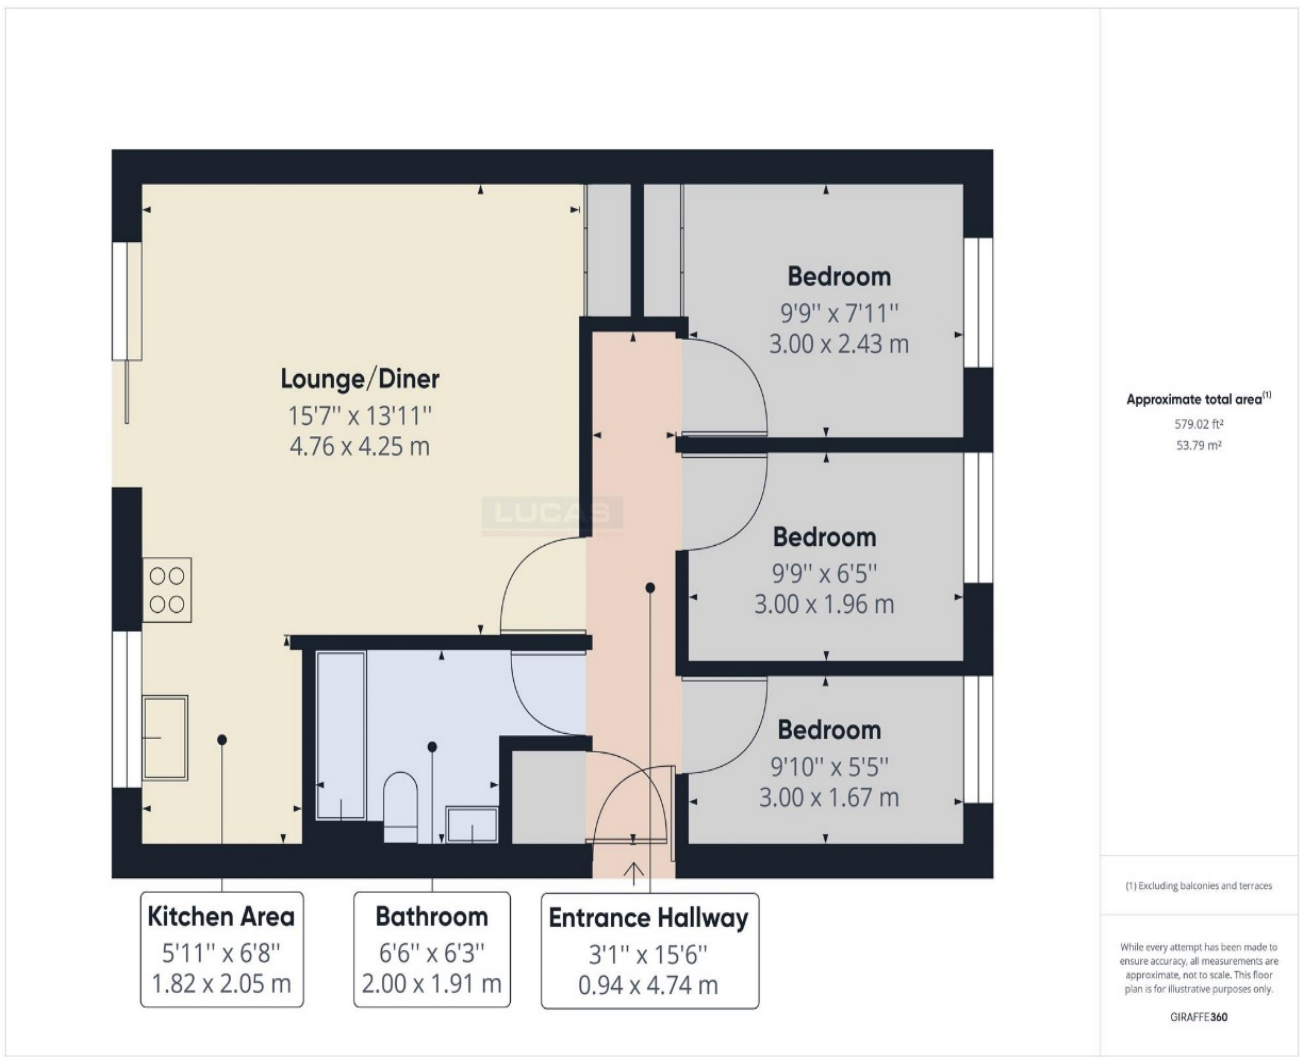 Bedroom
9'9" x 7'11"
3.00 x 2.43 m
Lounge/Diner
15'7" x 13'11"
4.76 x 4.25 m
LUCAS
Bedroom
9'9" x 6'5"
3.00 x 1.96 m
Bedroom
9'10" x 5'5"
3.00 x 1.67 m
Kitchen Area
5'11" x 6'8"
1.82 x 2.05 m
Bathroom
6'6" x 6'3"
2.00 x 1.91 m
Entrance Hallway
3'1" x 15'6"
0.94 x 4.74 m
Approximate total area(1)
579.02 ft²
53.79 m²
(1) Excluding balconies and terraces
While every attempt has been made to
ensure accuracy, all measurements are
approximate, not to scale. This floor
plan is for illustrative purposes only.
GIRAFFE360